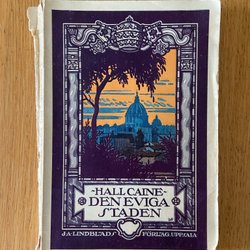 -HALL CAINE-
DEN EVIGA
STADEN
J.A. LINDBLADS FÖRLAG, UPPSALA